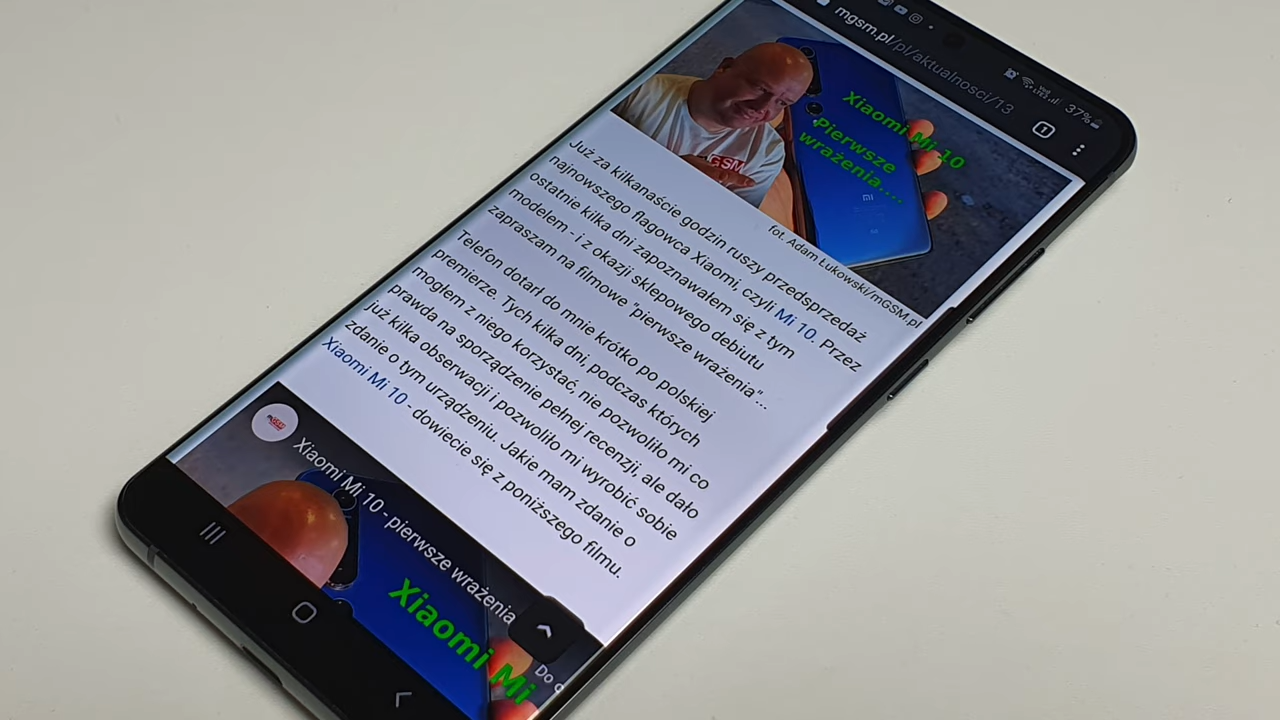 mgsm.pl/pl/aktualnosci/13
37%
1
Xiaomi Mi 10
Pierwsze
wrażenia....
GSM
mi
fot. Adam Łukowski/mGSM.pl
Już za kilkanaście godzin ruszy przedsprzedaż
najnowszego flagowca Xiaomi, czyli Mi 10. Przez
ostatnie kilka dni zapoznawałem się z tym
modelem - i z okazji sklepowego debiutu
zapraszam na filmowe "pierwsze wrażenia"...
Telefon dotarł do mnie krótko po polskiej
premierze. Tych kilka dni, podczas których
mogłem z niego korzystać, nie pozwoliło mi co
prawda na sporządzenie pełnej recenzji, ale dało
już kilka obserwacji i pozwoliło mi wyrobić sobie
zdanie o tym urządzeniu. Jakie mam zdanie o
Xiaomi Mi 10 - dowiecie się z poniższego filmu.
Xiaomi Mi 10 - pierwsze wrażenia
Xiaomi Mi
Do